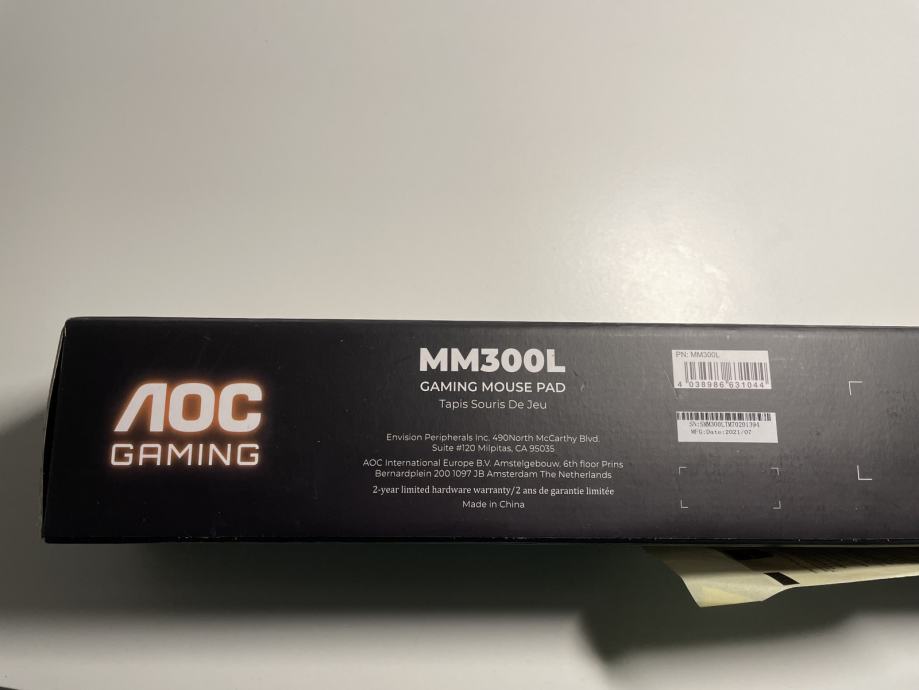 AOC
GAMING
MM300L
GAMING MOUSE PAD
Tapis Souris De Jeu
Envision Peripherals Inc. 490North McCarthy Blvd.
Suite #120 Milpitas, CA 95035
AOC International Europe B.V. Amstelgebouw, 6th floor Prins
Bernardplein 200 1097 JB Amsterdam The Netherlands
2-year limited hardware warranty/2 ans de garantie limitée
Made in China
PN: MM300L
4 038986 631044
MFG:Date:2021/07